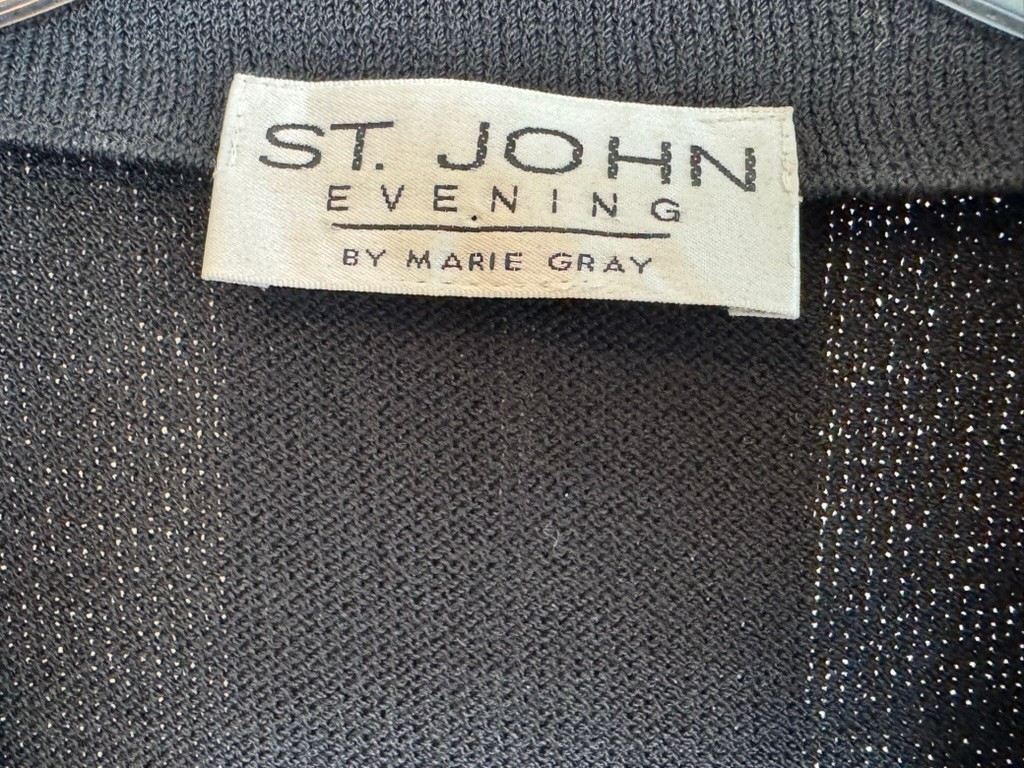 ST. JOHN
EVENING
BY MARIE GRAY